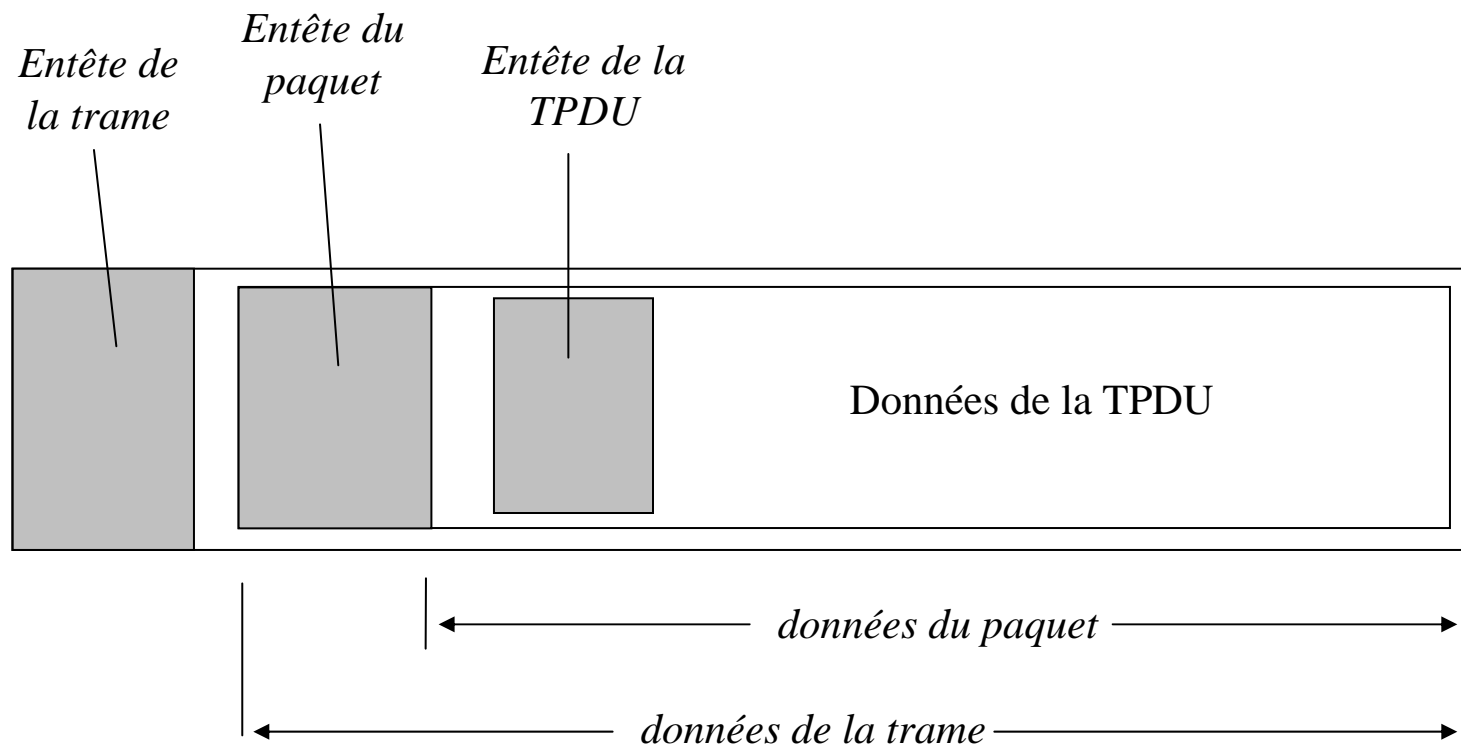 Entête de
la trame
Entête du
paquet
Entête de la
TPDU
Données de la TPDU
données du paquet
données de la trame